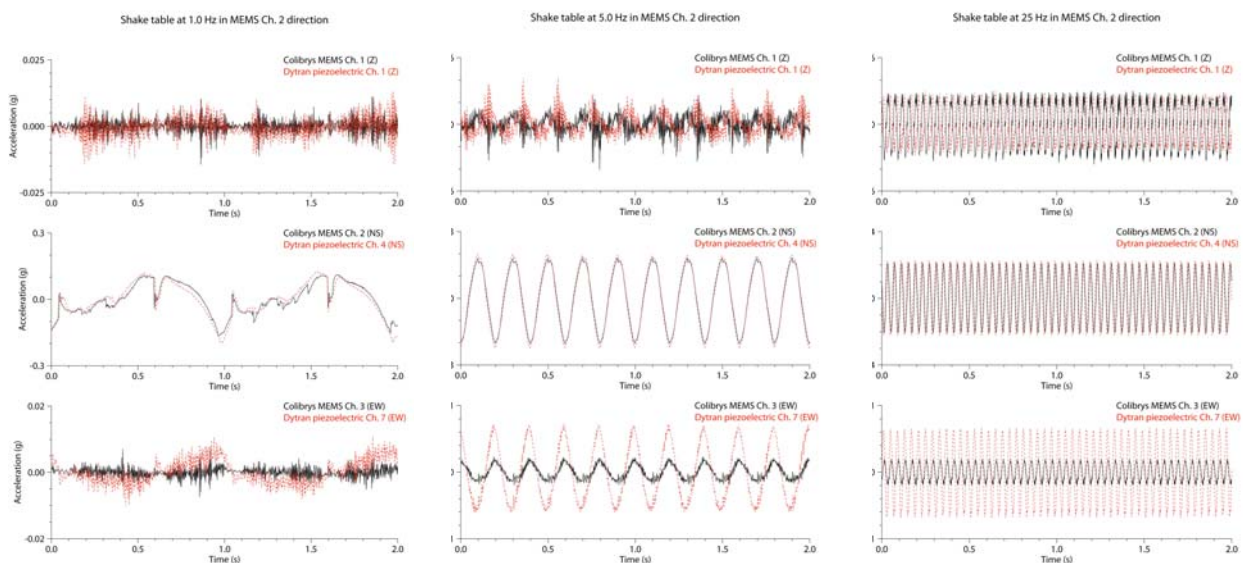 Shake table at 1.0 Hz in MEMS Ch. 2 direction
Shake table at 5.0 Hz in MEMS Ch. 2 direction
Shake table at 25 Hz in MEMS Ch. 2 direction
0.025
Colibrys MEMS Ch. 1 (Z)
Dytran piezoelectric Ch. 1 (Z)
Acceleration (g)
0.000
-0.025
0.0 0.5 1.0 1.5 2.0
Time (s)
Colibrys MEMS Ch. 1 (Z)
Dytran piezoelectric Ch. 1 (Z)
0.0 0.5 1.0 1.5 2.0
Time (s)
Colibrys MEMS Ch. 1 (Z)
Dytran piezoelectric Ch. 1 (Z)
0.0 0.5 1.0 1.5 2.0
Time (s)
0.3
Colibrys MEMS Ch. 2 (NS)
Dytran piezoelectric Ch. 4 (NS)
Acceleration (g)
0.0
-0.3
0.0 0.5 1.0 1.5 2.0
Time (s)
Colibrys MEMS Ch. 2 (NS)
Dytran piezoelectric Ch. 4 (NS)
0.0 0.5 1.0 1.5 2.0
Time (s)
Colibrys MEMS Ch. 2 (NS)
Dytran piezoelectric Ch. 4 (NS)
0.0 0.5 1.0 1.5 2.0
Time (s)
0.02
Colibrys MEMS Ch. 3 (EW)
Dytran piezoelectric Ch. 7 (EW)
Acceleration (g)
0.00
-0.02
0.0 0.5 1.0 1.5 2.0
Time (s)
Colibrys MEMS Ch. 3 (EW)
Dytran piezoelectric Ch. 7 (EW)
0.0 0.5 1.0 1.5 2.0
Time (s)
Colibrys MEMS Ch. 3 (EW)
Dytran piezoelectric Ch. 7 (EW)
0.0 0.5 1.0 1.5 2.0
Time (s)